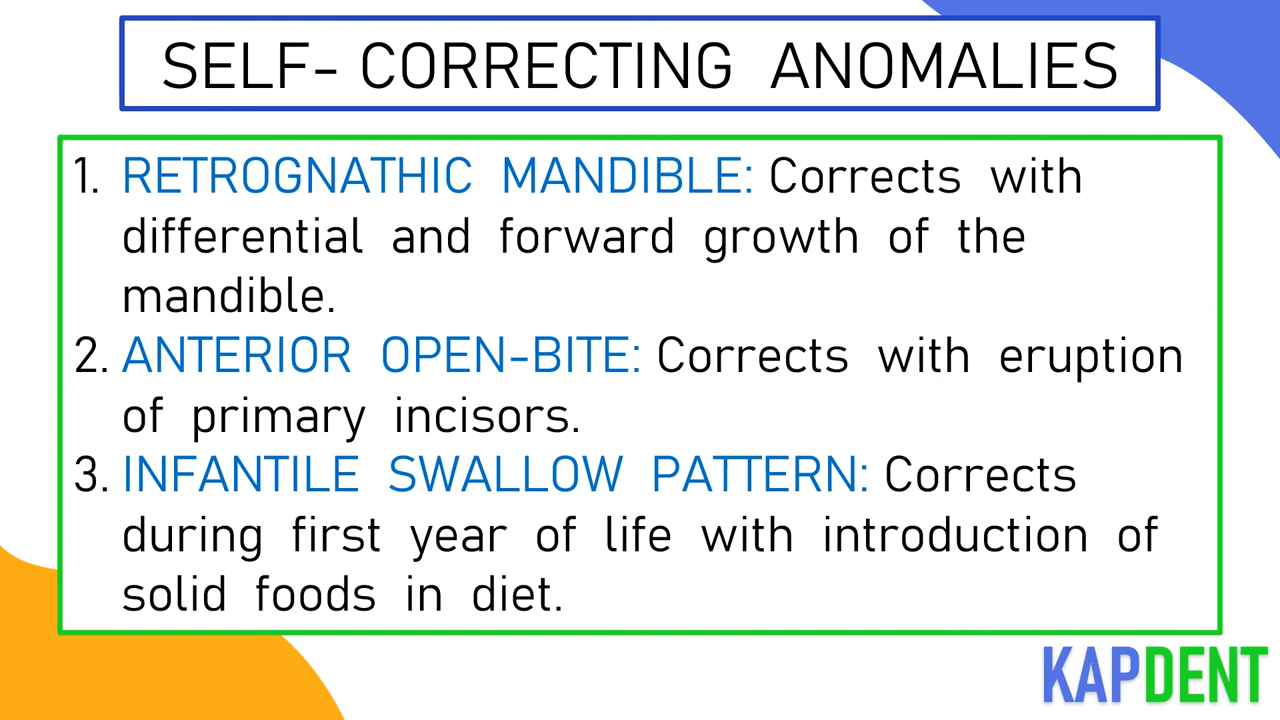 SELF- CORRECTING ANOMALIES
1. RETROGNATHIC MANDIBLE: Corrects with
differential and forward growth of the
mandible.
2. ANTERIOR OPEN-BITE: Corrects with eruption
of primary incisors.
3. INFANTILE SWALLOW PATTERN: Corrects
during first year of life with introduction of
solid foods in diet.
KAPDENT